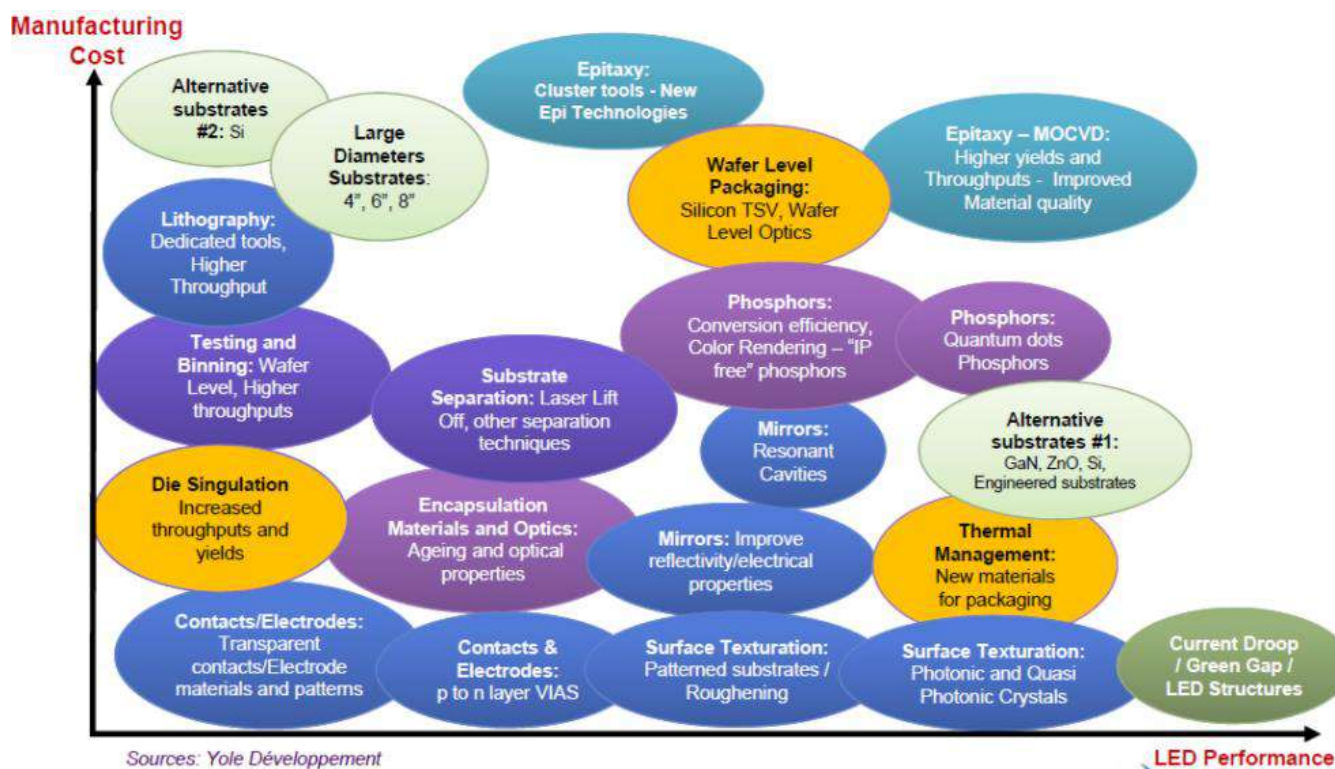 Manufacturing
Cost
Alternative
substrates
#2: Si
Large
Diameters
Substrates:
4”, 6”, 8”
Epitaxy:
Cluster tools - New
Epi Technologies
Epitaxy – MOCVD:
Higher yields and
Throughputs - Improved
Material quality
Wafer Level
Packaging:
Silicon TSV, Wafer
Level Optics
Lithography:
Dedicated tools,
Higher
Throughput
Phosphors:
Conversion efficiency,
Color Rendering – “IP
free” phosphors
Phosphors:
Quantum dots
Phosphors
Testing and
Binning: Wafer
Level, Higher
throughputs
Substrate
Separation: Laser Lift
Off, other separation
techniques
Mirrors:
Resonant
Cavities
Alternative
substrates #1:
GaN, ZnO, Si,
Engineered substrates
Die Singulation
Increased
throughputs and
yields
Encapsulation
Materials and Optics:
Ageing and optical
properties
Mirrors: Improve
reflectivity/electrical
properties
Thermal
Management:
New materials
for packaging
Contacts/Electrodes:
Transparent
contacts/Electrode
materials and patterns
Contacts &
Electrodes:
p to n layer VIAS
Surface Texturation:
Patterned substrates /
Roughening
Surface Texturation:
Photonic and Quasi
Photonic Crystals
Current Droop
/ Green Gap /
LED Structures
Sources: Yole Développement
LED Performance